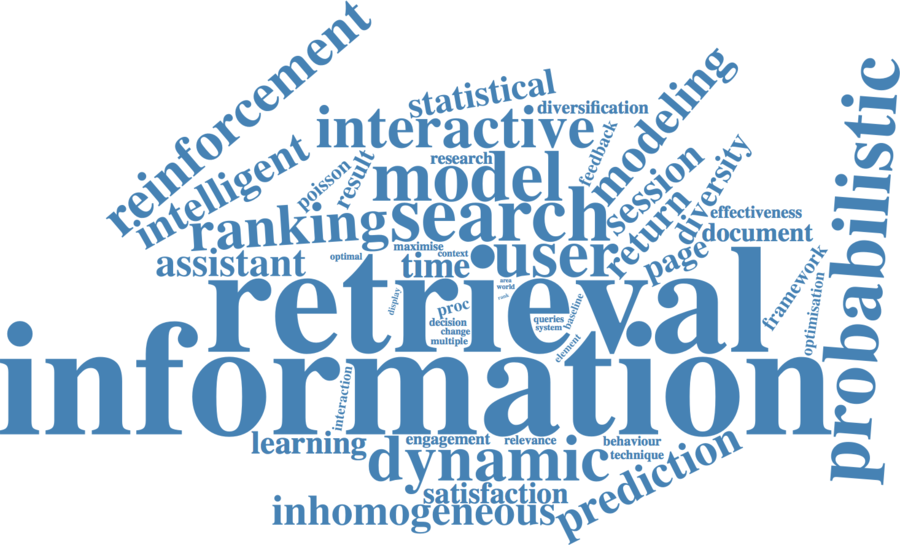 reinforcement
statistical
diversification
modeling
interactive
intelligent
feedback
research
poisson
result
model
session
diversity
probabilistic
ranking
search
return
effectiveness
document
maximise
context
user
page
assistant
optimal
time
retrieval
area
world
cook
framework
optimisation
display
proc
baseline
decision
change
multiple
queries
system
element
information
interaction
learning
engagement
relevance
behaviour
technique
dynamic
prediction
satisfaction
inhomogeneous